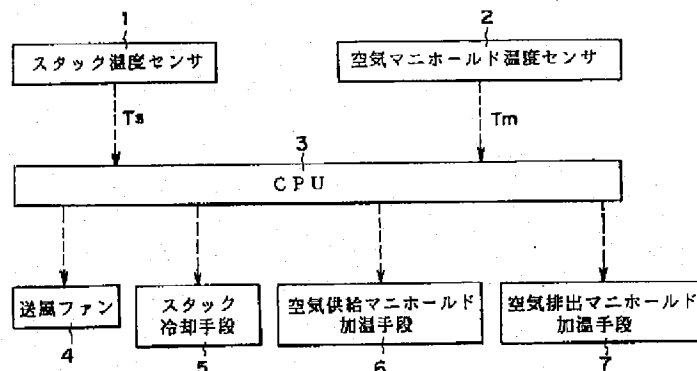 1
2
スタック温度センサ
空気マニホールド温度センサ
Ts
Tm
3
CPU
送風ファン
スタック
冷却手段
空気供給マニホールド
加温手段
空気排出マニホールド
加温手段
4
5
6
7